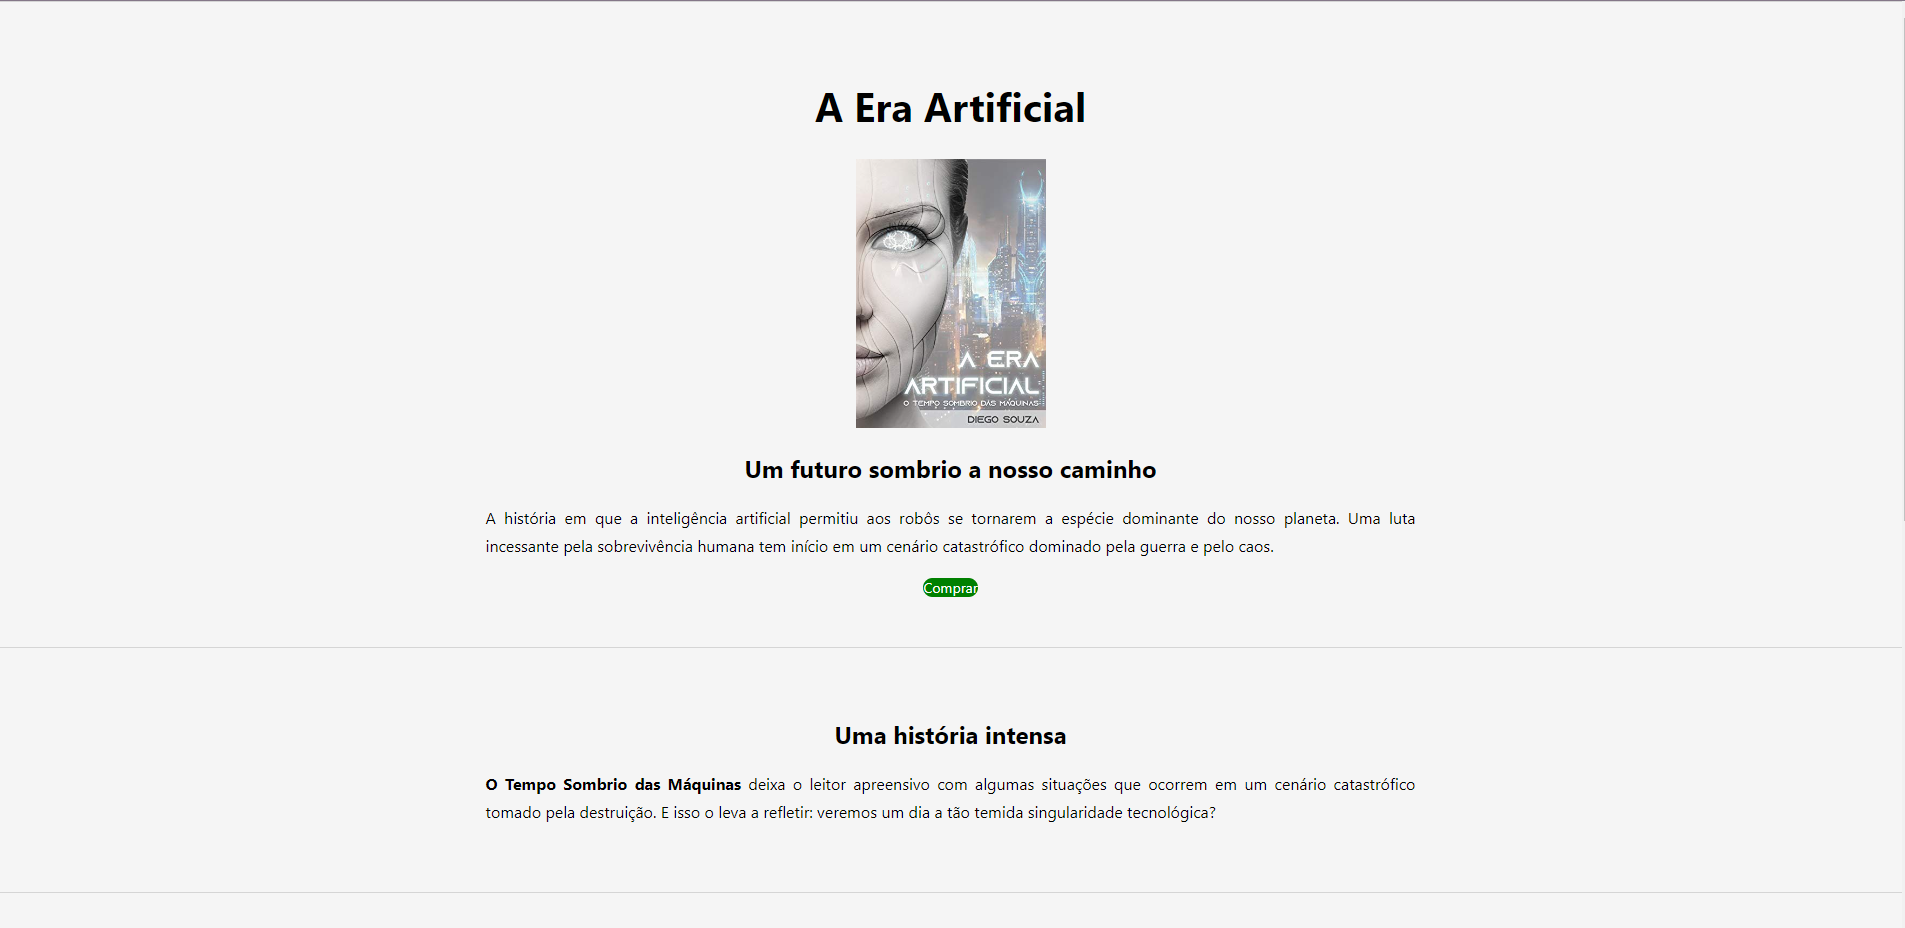 A Era Artificial
A ERA
ARTIFICIAL
O TEMPO SOMBRIO DAS MÁQUINAS
DIEGO SOUZA
Um futuro sombrio a nosso caminho
A história em que a inteligência artificial permitiu aos robôs se tornarem a espécie dominante do nosso planeta. Uma luta
incessante pela sobrevivência humana tem início em um cenário catastrófico dominado pela guerra e pelo caos.
Comprar
Uma história intensa
O Tempo Sombrio das Máquinas deixa o leitor apreensivo com algumas situações que ocorrem em um cenário catastrófico
tomado pela destruição. E isso o leva a refletir: veremos um dia a tão temida singularidade tecnológica?